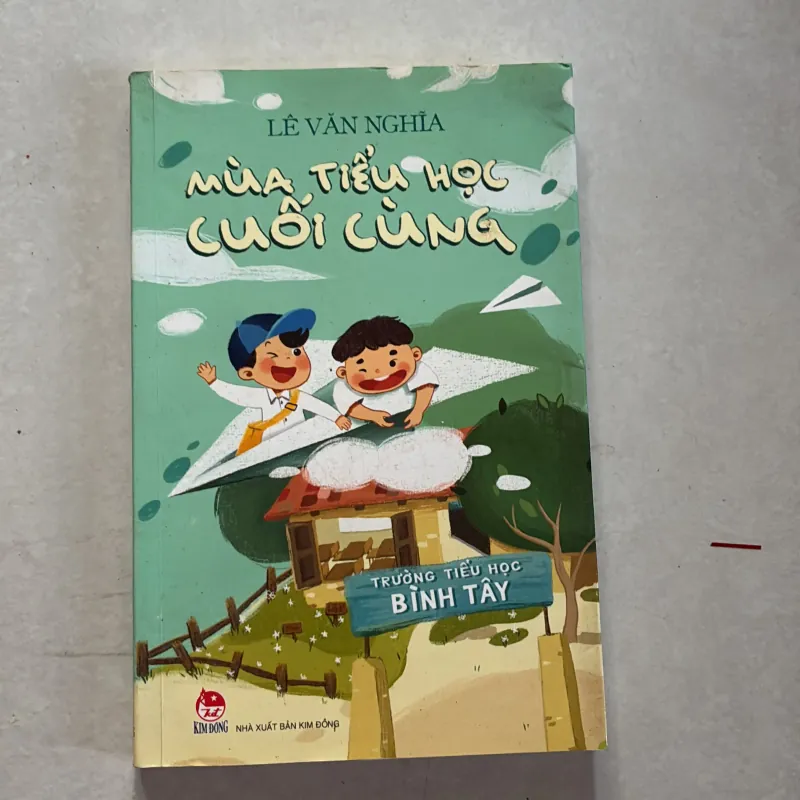 LÊ VĂN NGHĨA
MÙA TIỂU HỌC
CUỐI CÙNG
TRƯỜNG TIỂU HỌC
BÌNH TÂY
KIM ĐỒNG
NHÀ XUẤT BẢN KIM ĐỒNG